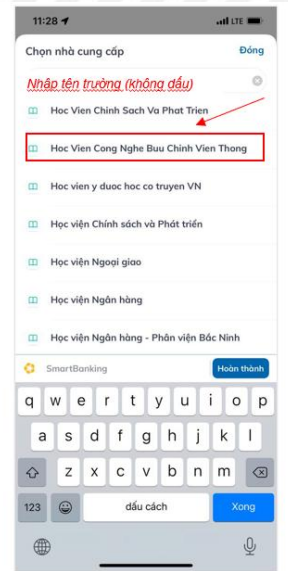 11:28 LTE
Chọn nhà cung cấp Đóng
Nhập tên trường (không dấu)
Hoc Vien Chinh Sach Va Phat Trien
Hoc Vien Cong Nghe Buu Chinh Vien Thong
Hoc vien y duoc hoc co truyen VN
Học viện Chính sách và Phát triển
Học viện Ngoại giao
Học viện Ngân hàng
Học viện Ngân hàng - Phân viện Bắc Ninh
SmartBanking Hoàn thành
q w e r t y u i o p
a s d f g h j k l
z x c v b n m
123 dấu cách Xong